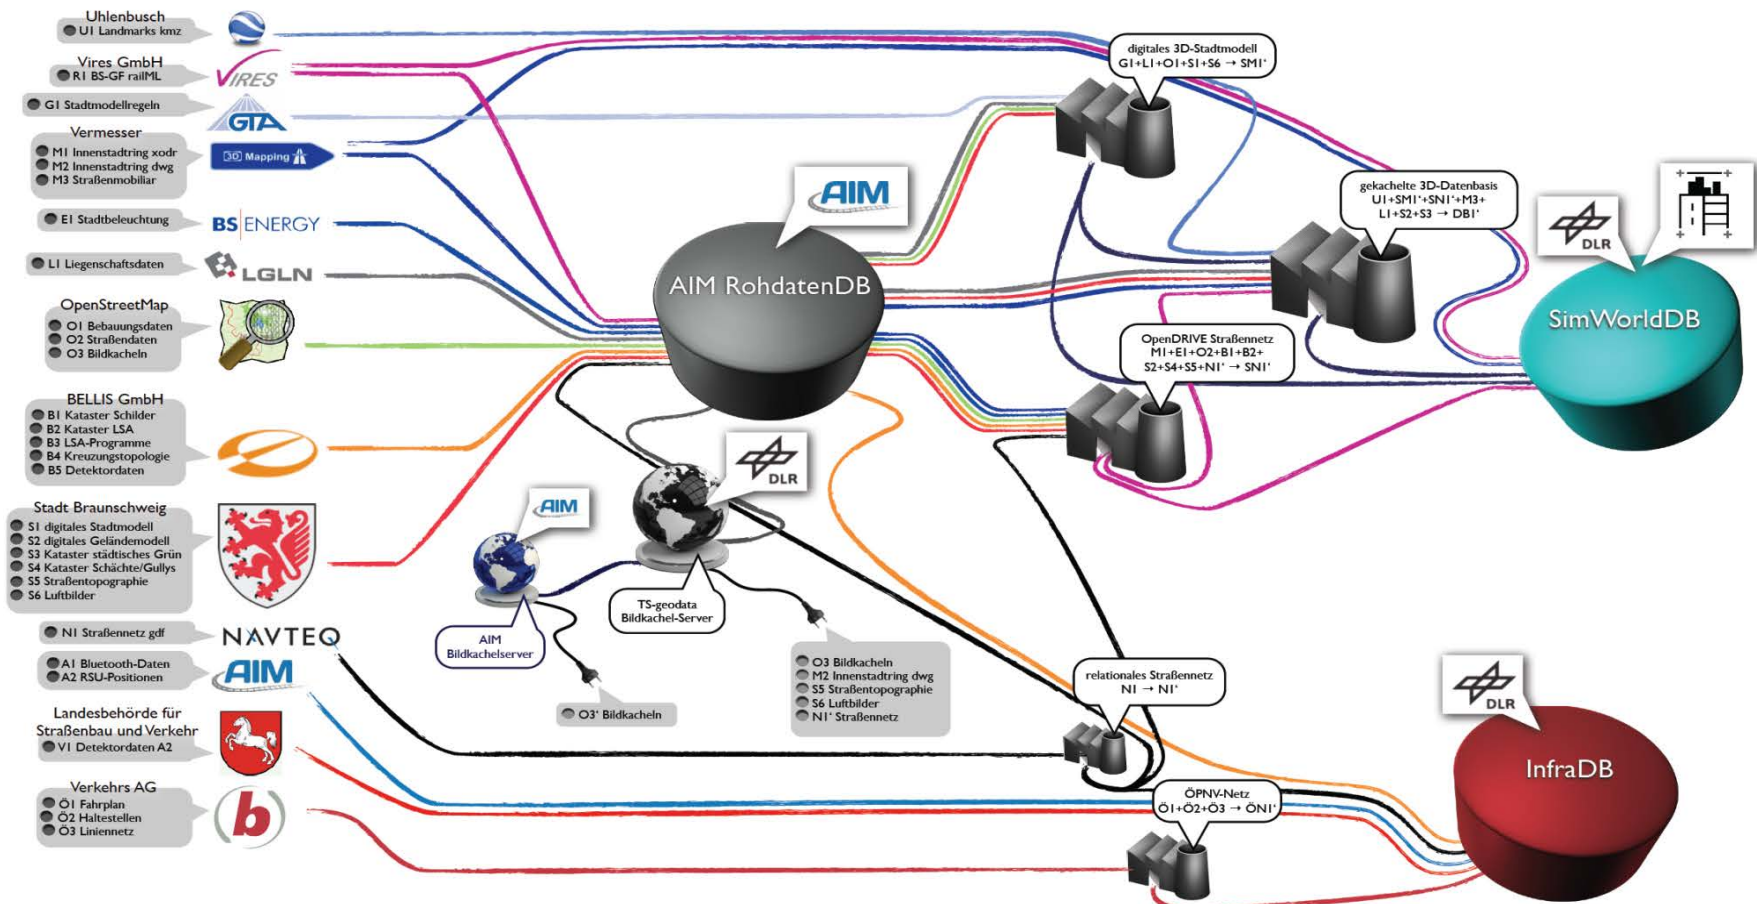 Uhlenbusch
U1 Landmarks kmz
Vires GmbH
R1 BS-GF railML
VIRES
G1 Stadtmodellregeln
GTA
Vermesser
M1 Innenstadtring xodr
M2 Innenstadtring dwg
M3 Straßenmobiliar
3D Mapping
E1 Stadtbeleuchtung
BS|ENERGY
L1 Liegenschaftsdaten
LGLN
OpenStreetMap
O1 Bebauungsdaten
O2 Straßendaten
O3 Bildkacheln
BELLIS GmbH
B1 Kataster Schilder
B2 Kataster LSA
B3 LSA-Programme
B4 Kreuzungstopologie
B5 Detektordaten
Stadt Braunschweig
S1 digitales Stadtmodell
S2 digitales Geländemodell
S3 Kataster städtisches Grün
S4 Kataster Schächte/Gullys
S5 Straßentopographie
S6 Luftbilder
N1 Straßennetz gdf
NAVTEQ
A1 Bluetooth-Daten
A2 RSU-Positionen
AIM
Landesbehörde für
Straßenbau und Verkehr
V1 Detektordaten A2
Verkehrs AG
Ö1 Fahrplan
Ö2 Haltestellen
Ö3 Liniennetz
b
AIM
AIM RohdatenDB
DLR
AIM
TS-geodata
Bildkachel-Server
AIM
Bildkachelserver
O3' Bildkacheln
O3 Bildkacheln
M2 Innenstadtring dwg
S5 Straßentopographie
S6 Luftbilder
N1' Straßennetz
digitales 3D-Stadtmodell
G1+L1+O1+S1+S6 → SM1'
gekachelte 3D-Datenbasis
U1+SM1'+SN1'+M3+
L1+S2+S3 → DB1'
OpenDRIVE Straßennetz
M1+E1+O2+B1+B2+
S2+S4+S5+N1' → SN1'
relationales Straßennetz
N1 → N1'
ÖPNV-Netz
Ö1+Ö2+Ö3 → ÖN1'
DLR
SimWorldDB
DLR
InfraDB